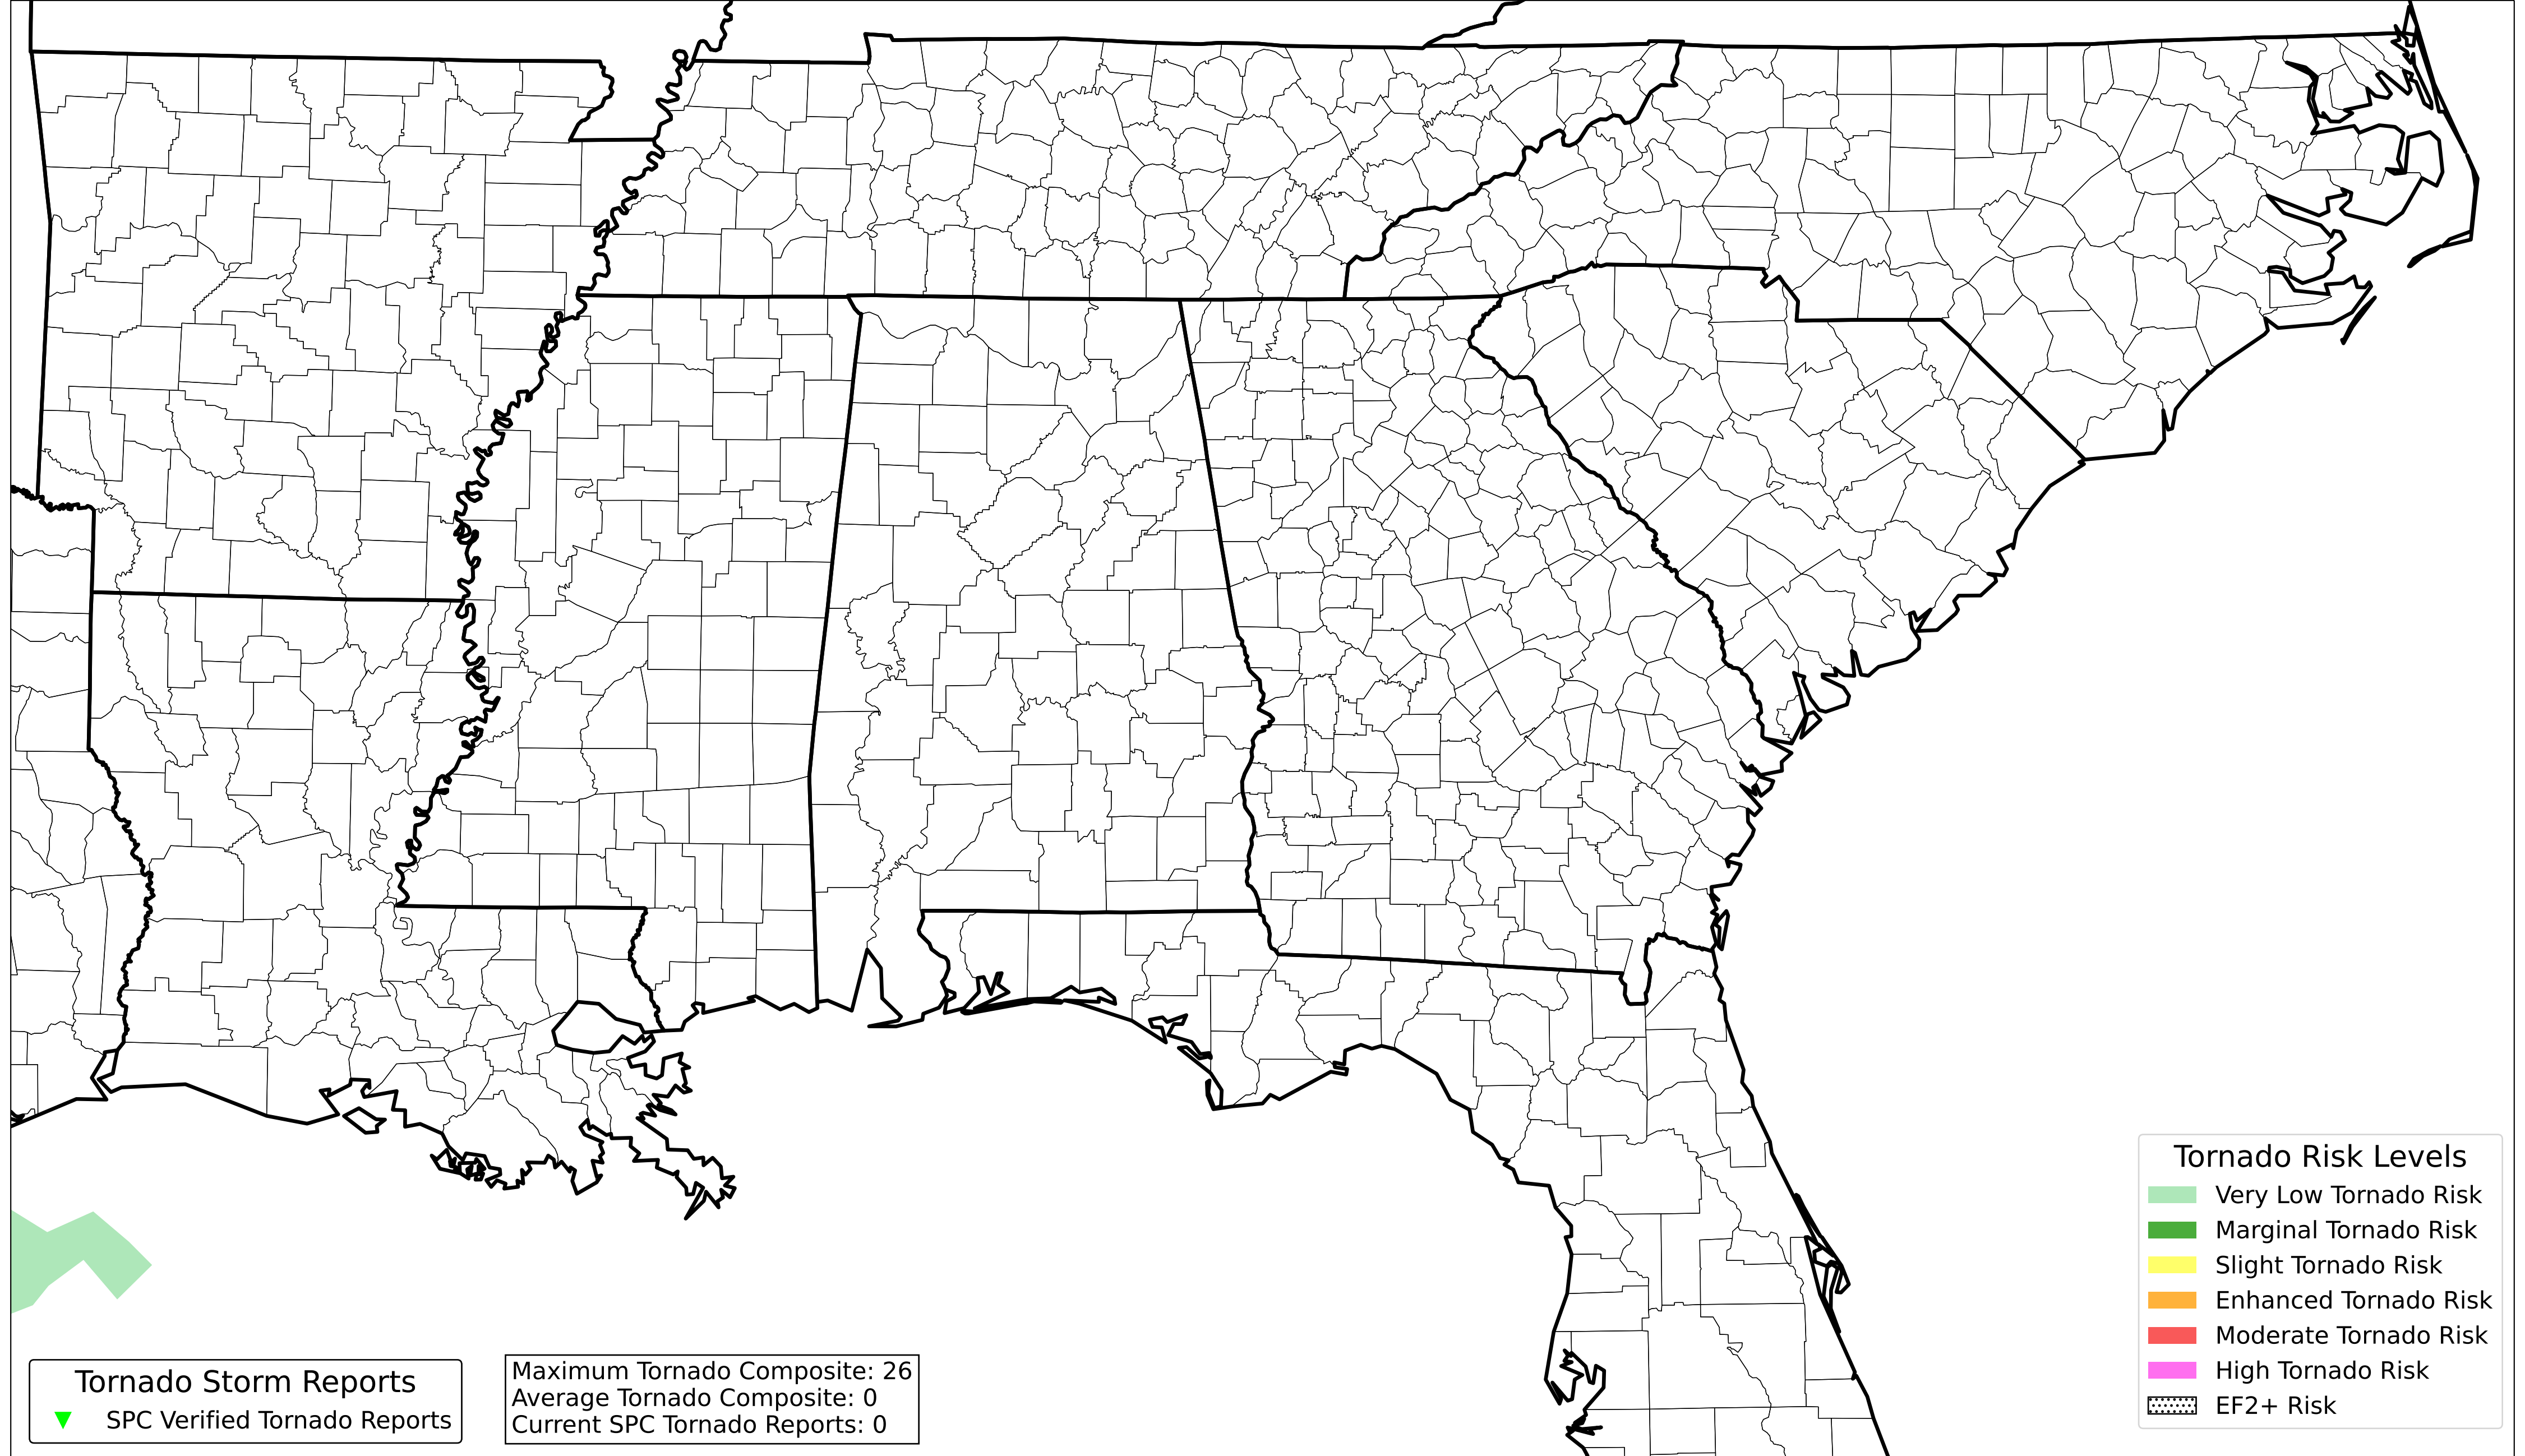 Tornado Risk Levels
Very Low Tornado Risk
Marginal Tornado Risk
Slight Tornado Risk
Enhanced Tornado Risk
Moderate Tornado Risk
High Tornado Risk
EF2+ Risk
Tornado Storm Reports
SPC Verified Tornado Reports
Maximum Tornado Composite: 26
Average Tornado Composite: 0
Current SPC Tornado Reports: 0